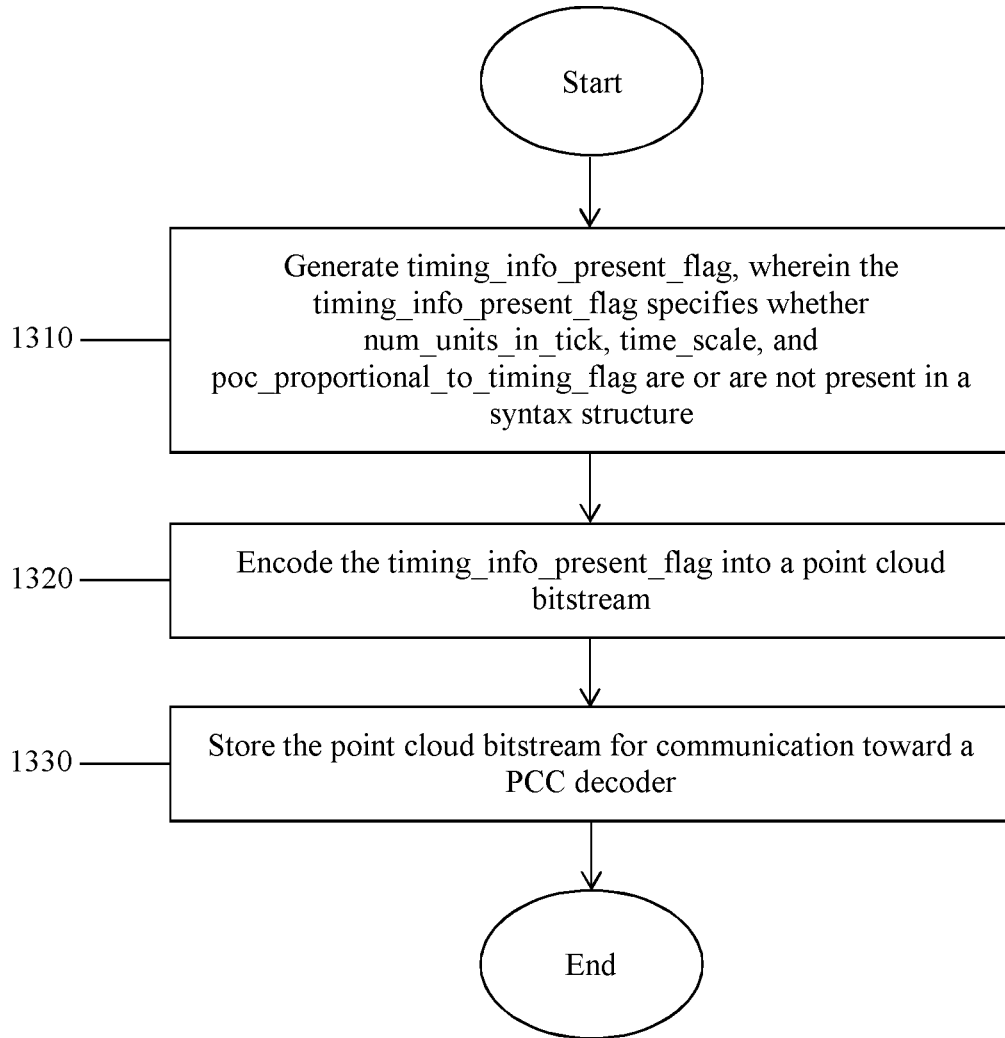 Start
Generate timing_info_present_flag, wherein the
timing_info_present_flag specifies whether
num_units_in_tick, time_scale, and
poc_proportional_to_timing_flag are or are not present in a
syntax structure
1310
Encode the timing_info_present_flag into a point cloud
bitstream
1320
Store the point cloud bitstream for communication toward a
PCC decoder
1330
End